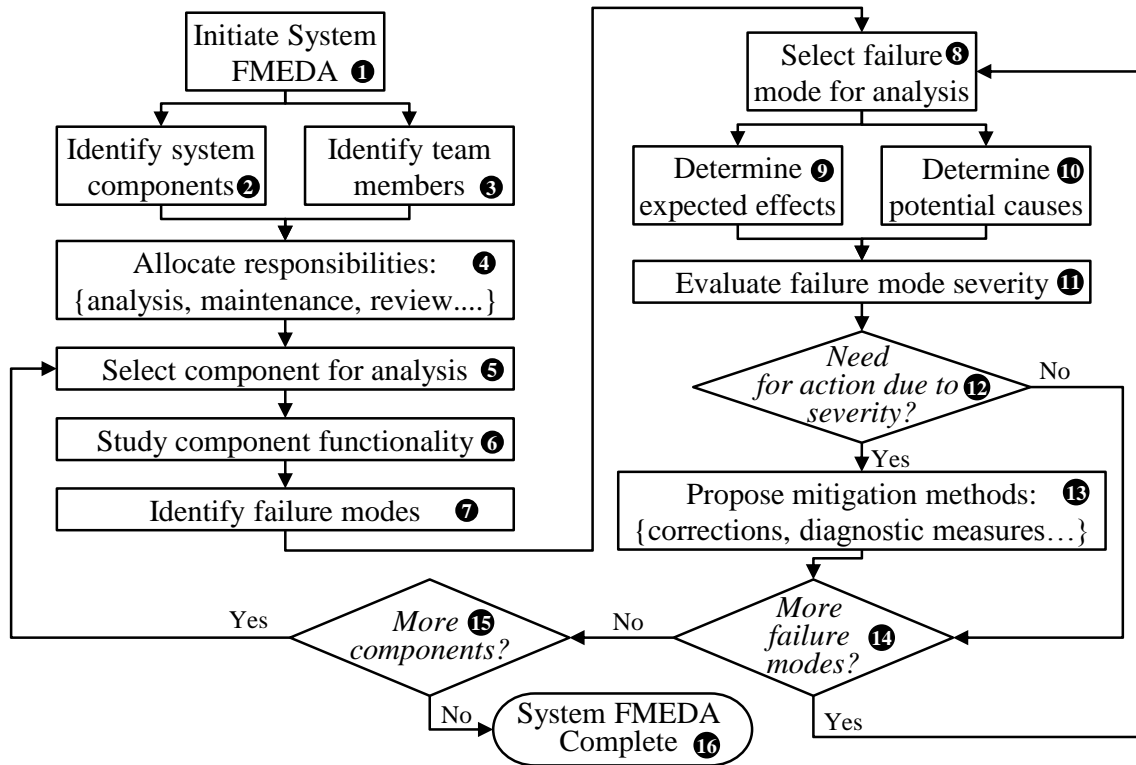 Initiate System
FMEDA 1
Identify system
components 2
Identify team
members 3
Allocate responsibilities: 4
{analysis, maintenance, review....}
Select component for analysis 5
Study component functionality 6
Identify failure modes 7
Select failure 8
mode for analysis
Determine 9
expected effects
Determine 10
potential causes
Evaluate failure mode severity 11
Need
for action due to 12
severity?
No
Yes
Propose mitigation methods: 13
{corrections, diagnostic measures…}
More
failure 14
modes?
No
Yes
More 15
components?
Yes
No
System FMEDA
Complete 16